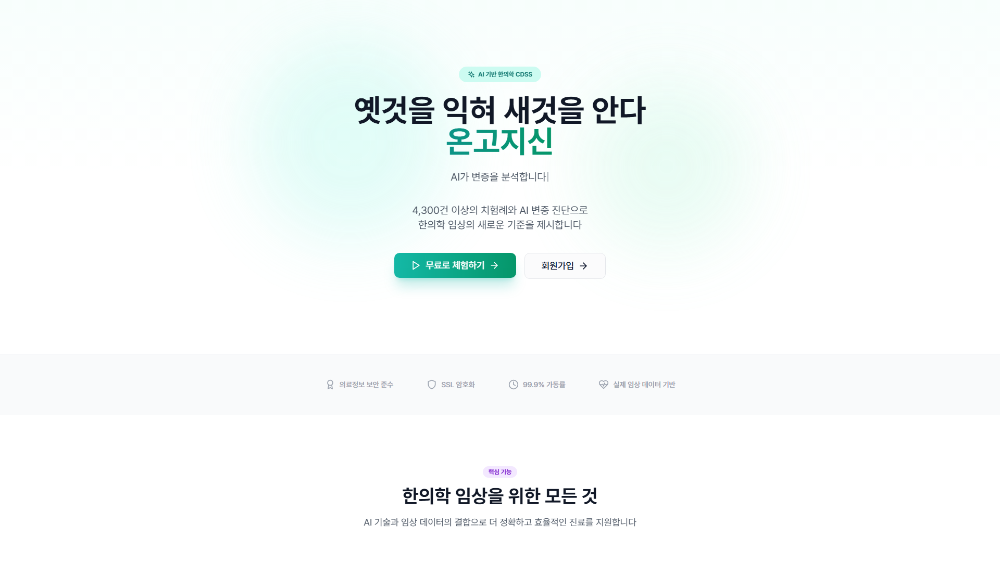 AI 기반 한의학 CDSS
옛것을 익혀 새것을 안다
온고지신
AI가 변증을 분석합니다|
4,300건 이상의 치험례와 AI 변증 진단으로
한의학 임상의 새로운 기준을 제시합니다
무료로 체험하기
회원가입
의료정보 보안 준수
SSL 암호화
99.9% 가동률
실제 임상 데이터 기반
핵심 기능
한의학 임상을 위한 모든 것
AI 기술과 임상 데이터의 결합으로 더 정확하고 효율적인 진료를 지원합니다